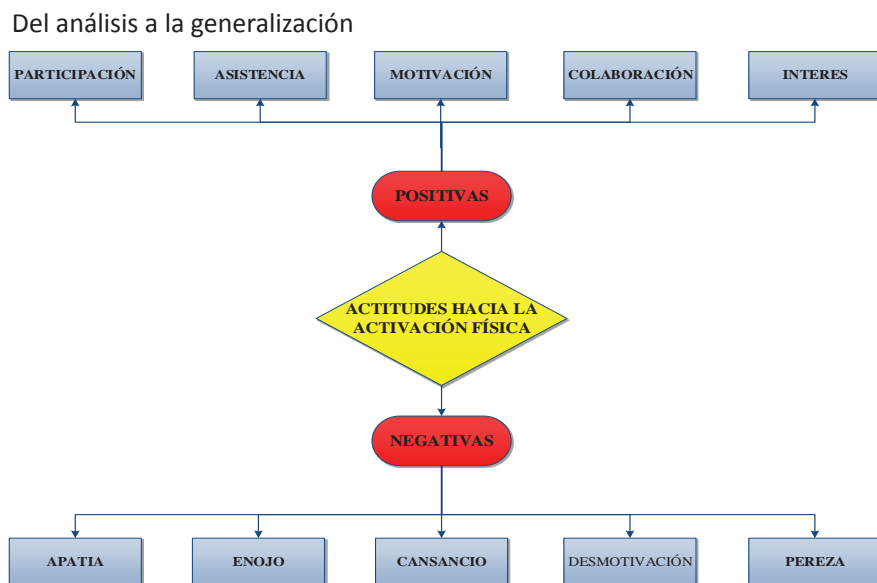 Del análisis a la generalización
PARTICIPACIÓN
ASISTENCIA
MOTIVACIÓN
COLABORACIÓN
INTERES
POSITIVAS
ACTITUDES HACIA LA
ACTIVACIÓN FÍSICA
NEGATIVAS
APATIA
ENOJO
CANSANCIO
DESMOTIVACIÓN
PEREZA